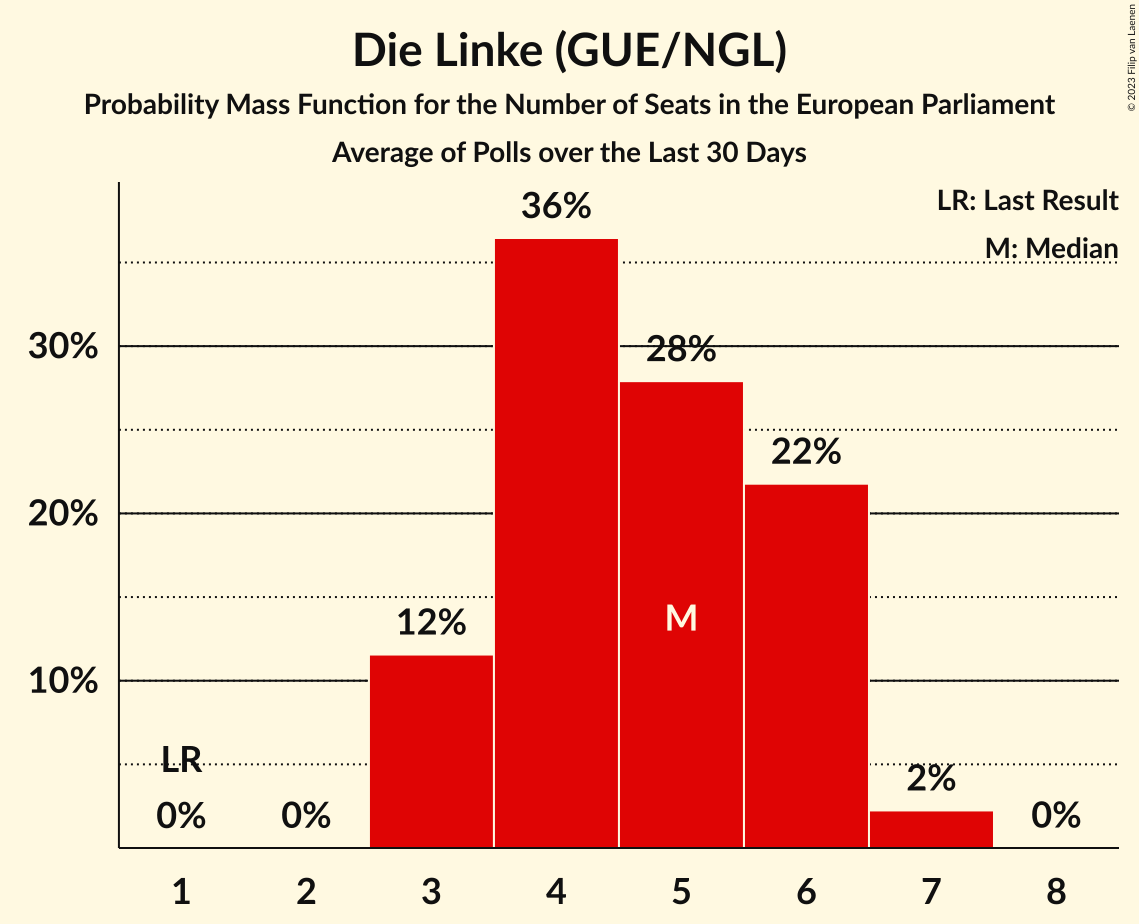 Die Linke (GUE/NGL)
Probability Mass Function for the Number of Seats in the European Parliament
Average of Polls over the Last 30 Days
© 2023 Filip van Laenen
LR: Last Result
M: Median
36%
30%
28%
22%
20%
12%
M
10%
LR
2%
0%
0%
0%
1 2 3 4 5 6 7 8